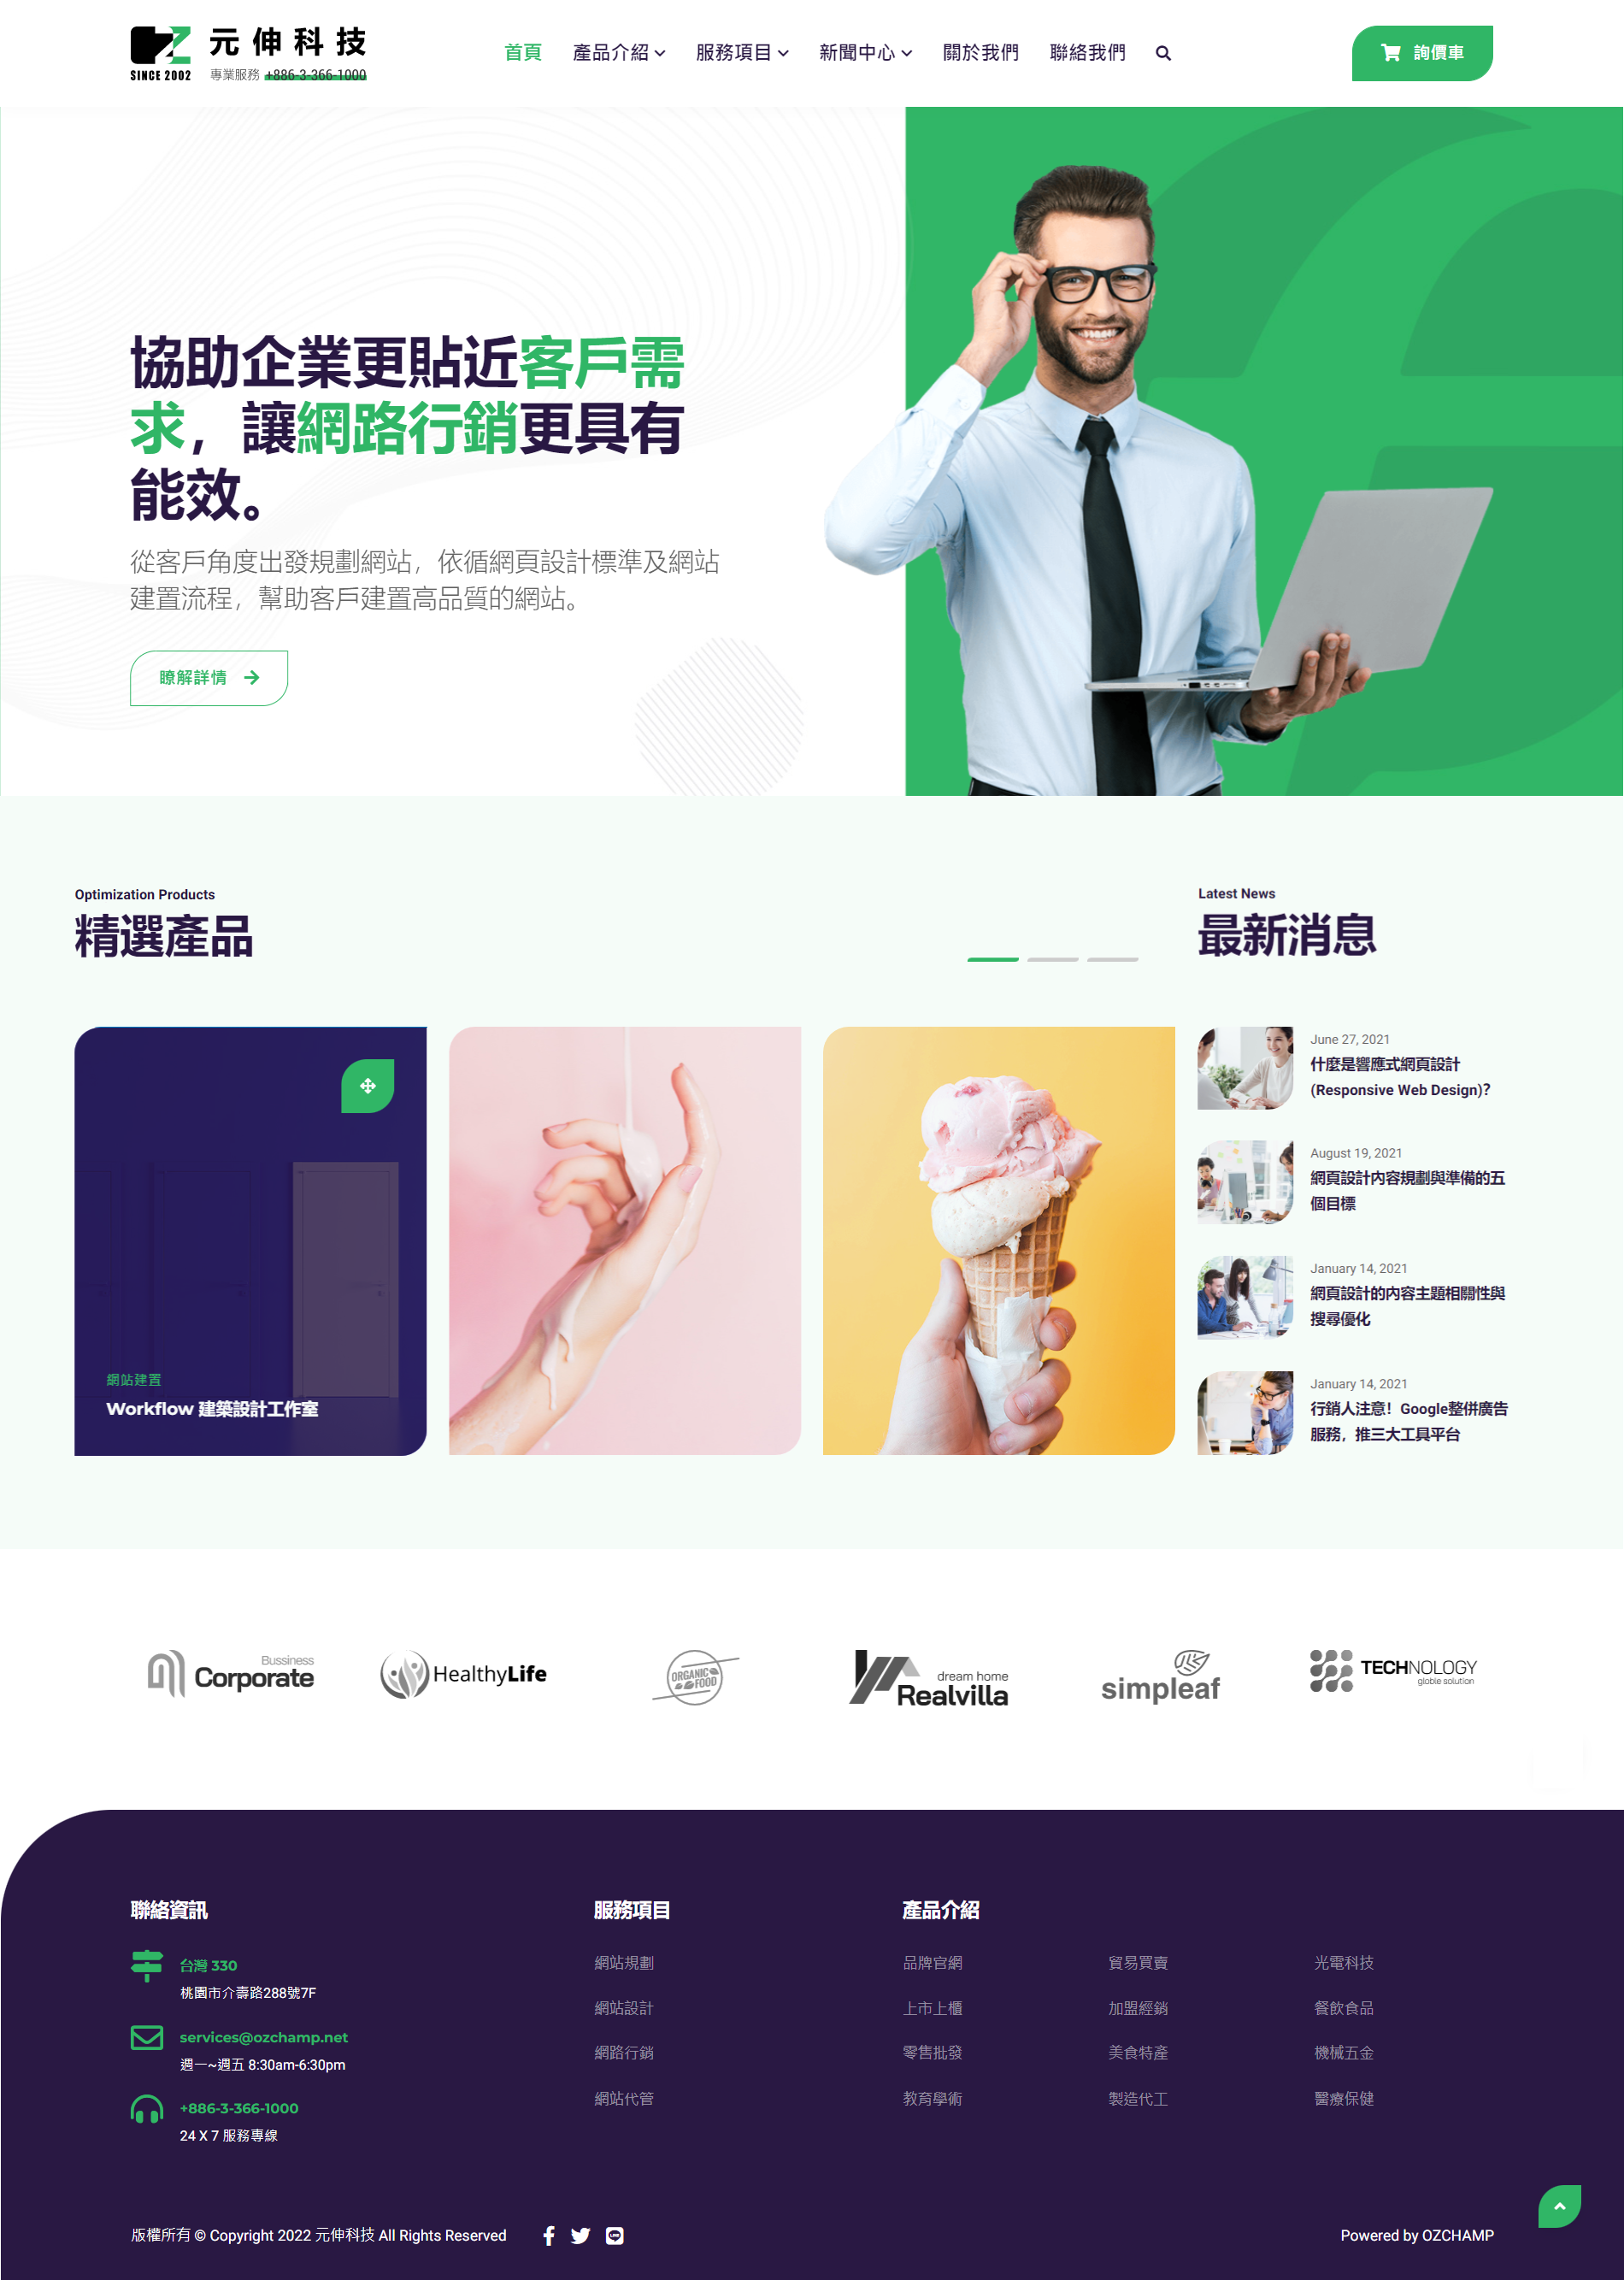 元伸科技
SINCE 2002
專業服務 +886-3-366-1000
首頁
產品介紹
服務項目
新聞中心
關於我們
聯絡我們
詢價車
協助企業更貼近客戶需
求，讓網路行銷更具有
能效。
從客戶角度出發規劃網站，依循網頁設計標準及網站
建置流程，幫助客戶建置高品質的網站。
瞭解詳情
Optimization Products
精選產品
網站建置
Workflow 建築設計工作室
Latest News
最新消息
June 27, 2021
什麼是響應式網頁設計
(Responsive Web Design)?
August 19, 2021
網頁設計內容規劃與準備的五
個目標
January 14, 2021
網頁設計的內容主題相關性與
搜尋優化
January 14, 2021
行銷人注意！Google整併廣告
服務，推三大工具平台
Bussiness
Corporate
HealthyLife
ORGANIC
FOOD
dream home
Realvilla
simpleaf
TECHNOLOGY
globle solution
聯絡資訊
台灣 330
桃園市介壽路288號7F
services@ozchamp.net
週一~週五 8:30am-6:30pm
+886-3-366-1000
24 X 7 服務專線
服務項目
網站規劃
網站設計
網路行銷
網站代管
產品介紹
品牌官網
貿易買賣
光電科技
上市上櫃
加盟經銷
餐飲食品
零售批發
美食特產
機械五金
教育學術
製造代工
醫療保健
版權所有 © Copyright 2022 元伸科技 All Rights Reserved
Powered by OZCHAMP